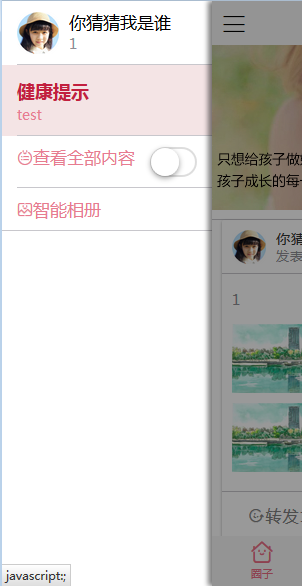 你猜猜我是谁
1
健康提示
test
查看全部内容
智能相册
只想给孩子做
孩子成长的每一
你猜
发表
1
转发
圈子
javascript:;